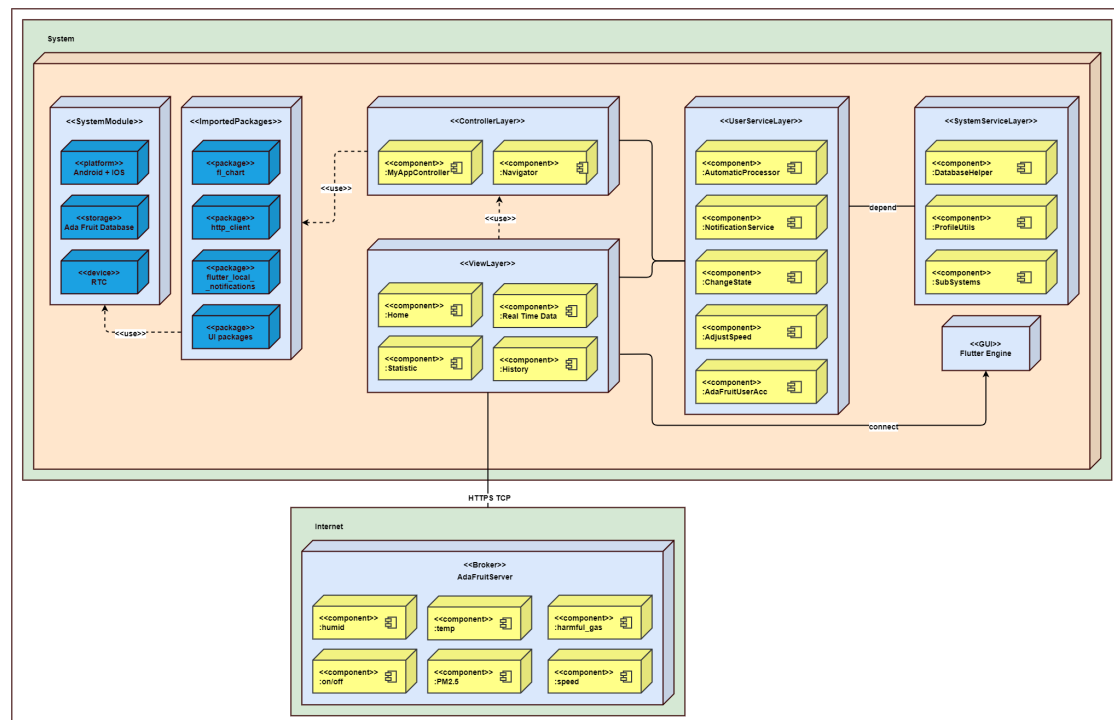 System
<<SystemModule>>
<<platform>>
Android + IOS
<<storage>>
Ada Fruit Database
<<device>>
RTC
<<use>>
<<ImportedPackages>>
<<package>>
fl_chart
<<package>>
http_client
<<package>>
flutter_local_
_notifications
<<package>>
UI packages
<<use>>
<<ControllerLayer>>
<<component>>
:MyAppController
<<component>>
:Navigator
<<use>>
<<ViewLayer>>
<<component>>
:Home
<<component>>
:Real Time Data
<<component>>
:Statistic
<<component>>
:History
<<UserServiceLayer>>
<<component>>
:AutomaticProcessor
<<component>>
:NotificationService
<<component>>
:ChangeState
<<component>>
:AdjustSpeed
<<component>>
:AdaFruitUserAcc
depend
<<SystemServiceLayer>>
<<component>>
:DatabaseHelper
<<component>>
:ProfileUtils
<<component>>
:SubSystems
<<GUI>>
Flutter Engine
connect
HTTPS TCP
Internet
<<Broker>>
AdaFruitServer
<<component>>
:humid
<<component>>
:temp
<<component>>
:harmful_gas
<<component>>
:on/off
<<component>>
:PM2.5
<<component>>
:speed